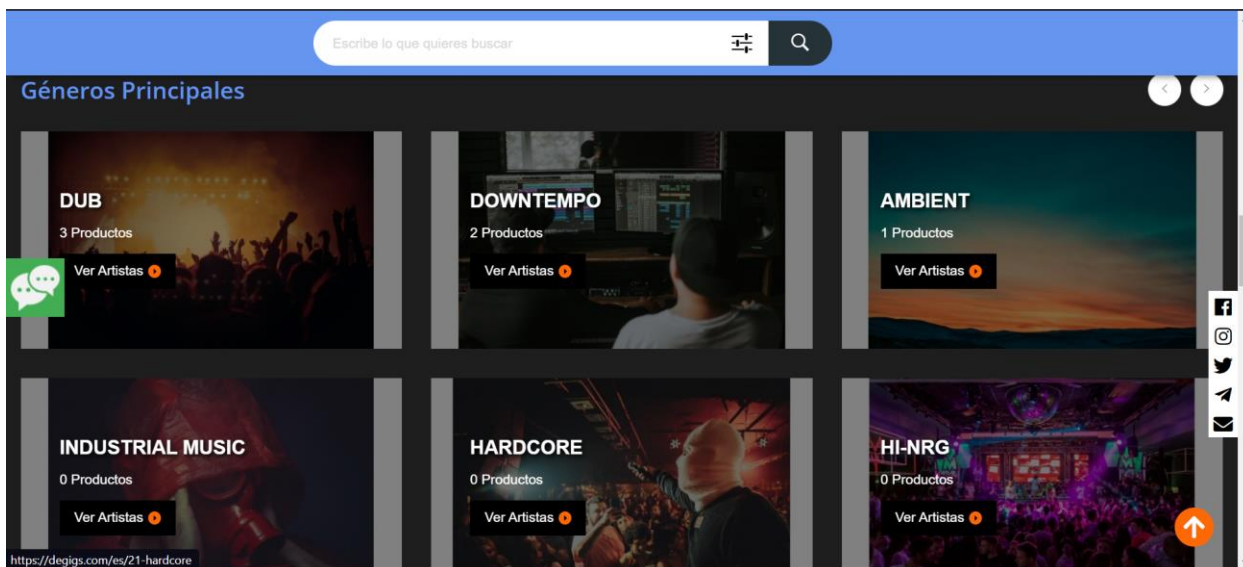 Escribe lo que quieres buscar
Géneros Principales
DUB
3 Productos
Ver Artistas
DOWNTEMPO
2 Productos
Ver Artistas
AMBIENT
1 Productos
Ver Artistas
INDUSTRIAL MUSIC
0 Productos
Ver Artistas
HARDCORE
0 Productos
Ver Artistas
HI-NRG
0 Productos
Ver Artistas
https://degigs.com/es/21-hardcore